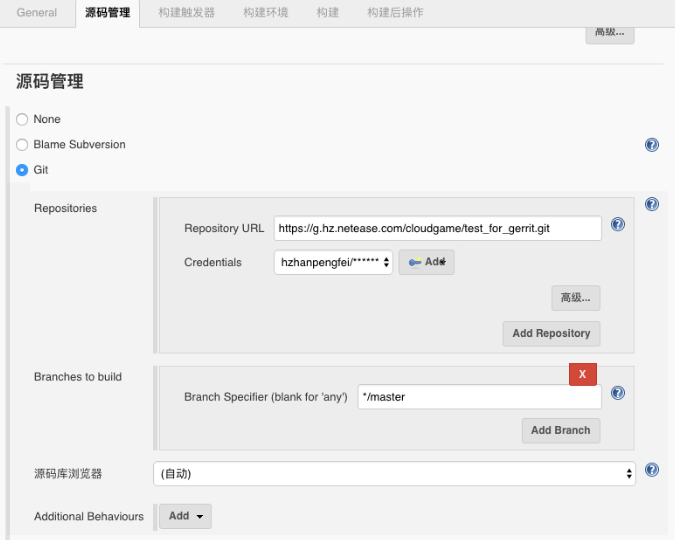 General 源码管理 构建触发器 构建环境 构建 构建后操作
高级...
源码管理
None
Blame Subversion
Git
Repositories
Repository URL https://g.hz.netease.com/cloudgame/test_for_gerrit.git
Credentials hzhanpengfei/****** Add
高级...
Add Repository
Branches to build
X
Branch Specifier (blank for 'any') */master
Add Branch
源码库浏览器 (自动)
Additional Behaviours Add